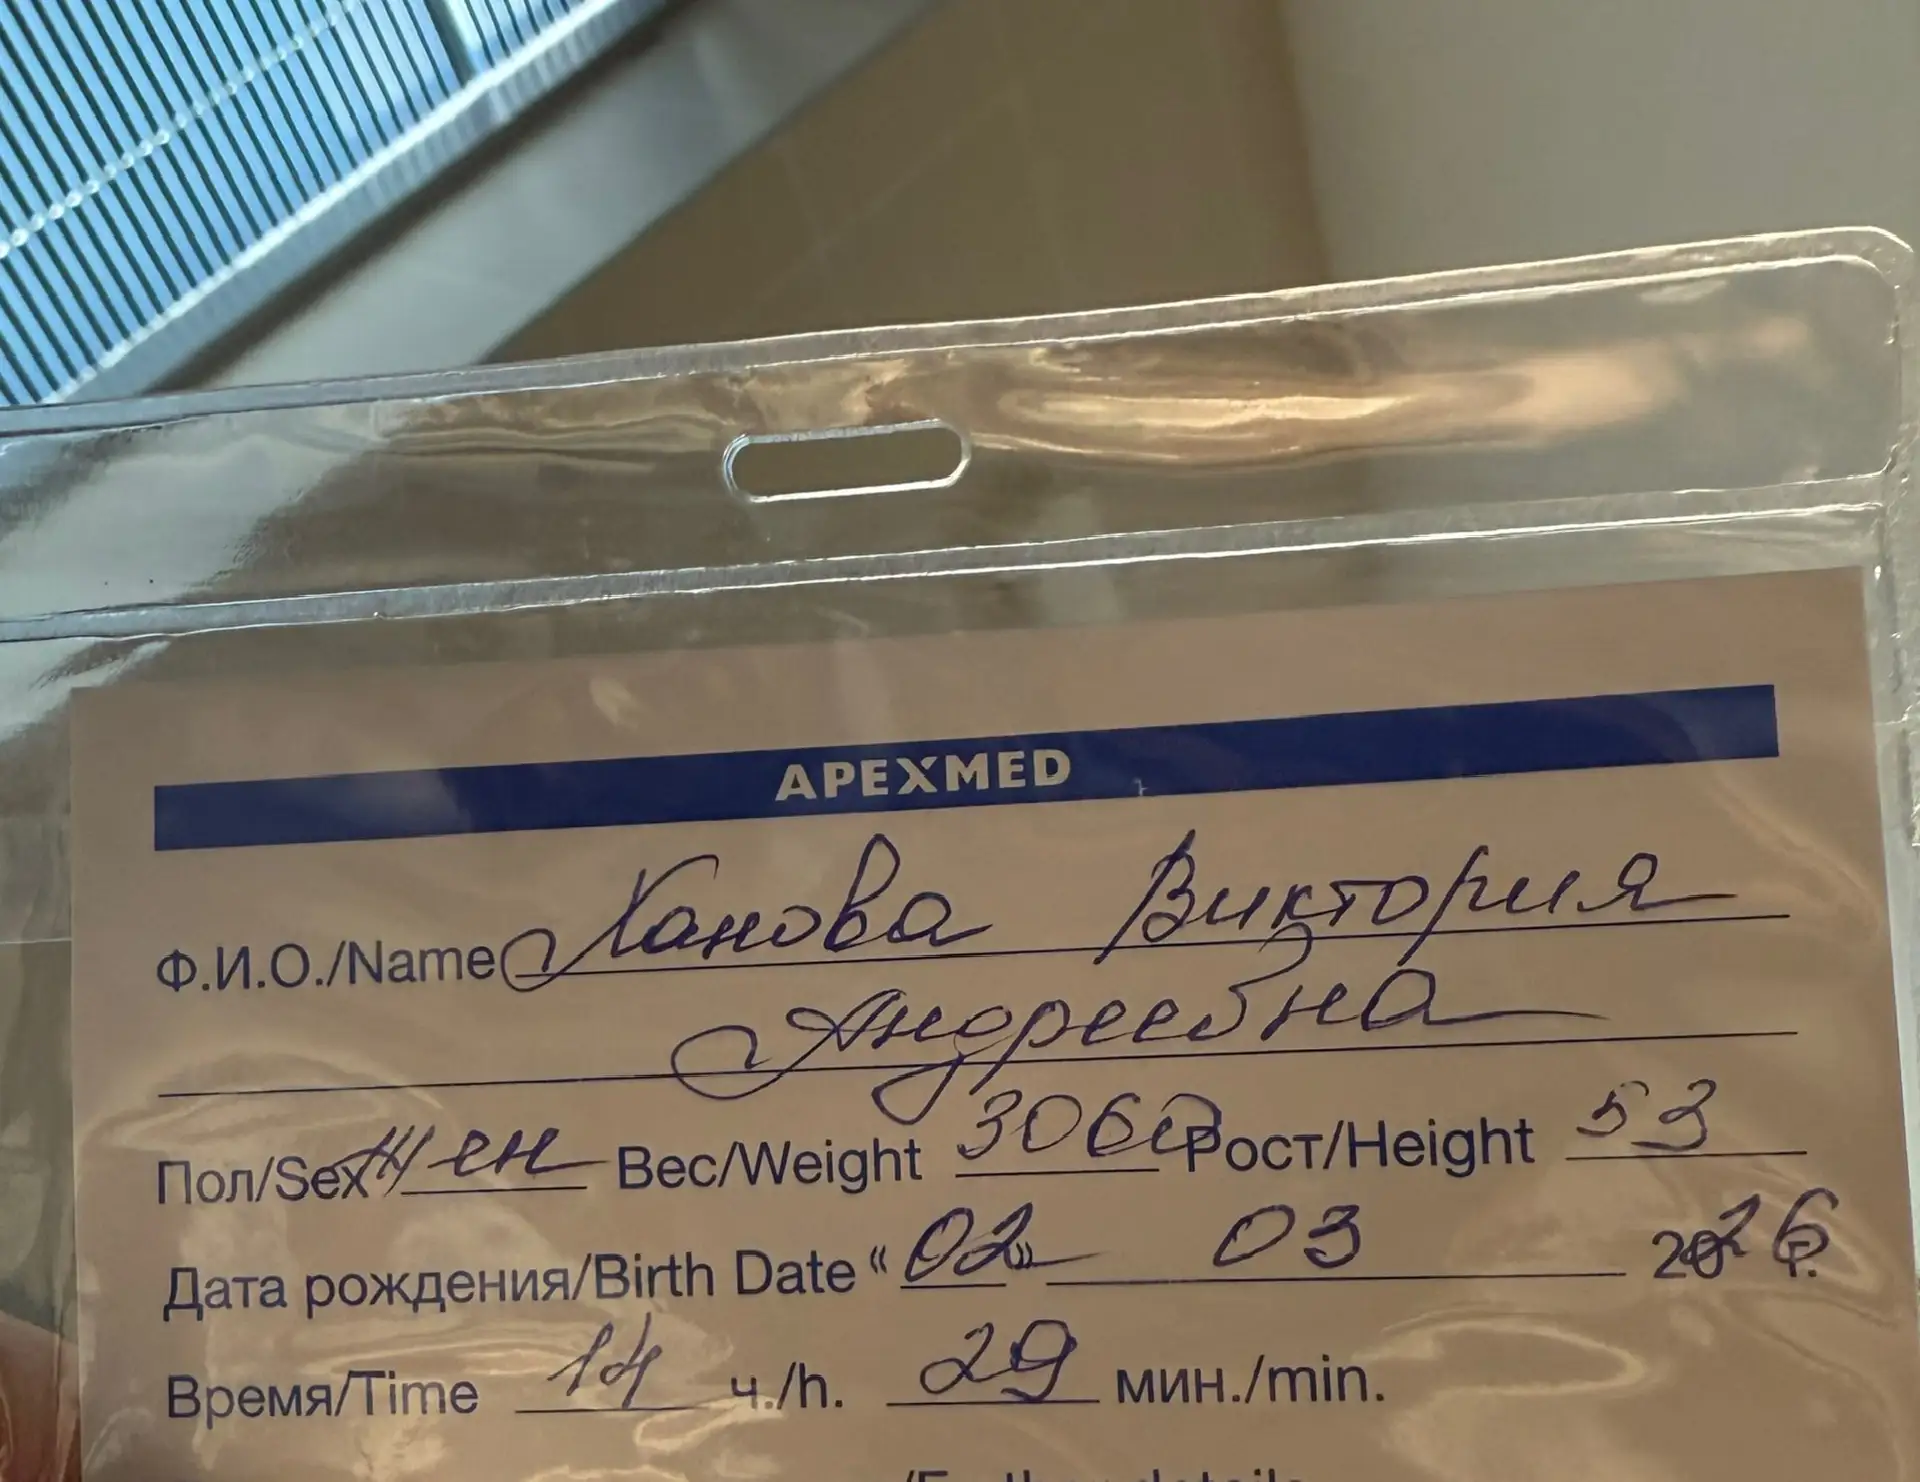 APEXMED
Ф.И.О./Name Ханова Виктория
Андреевна
Пол/Sex жен Вес/Weight 3060 Рост/Height 53
Дата рождения/Birth Date « 02 » 03 2026 г.
Время/Time 14 ч./h. 29 мин./min.
details